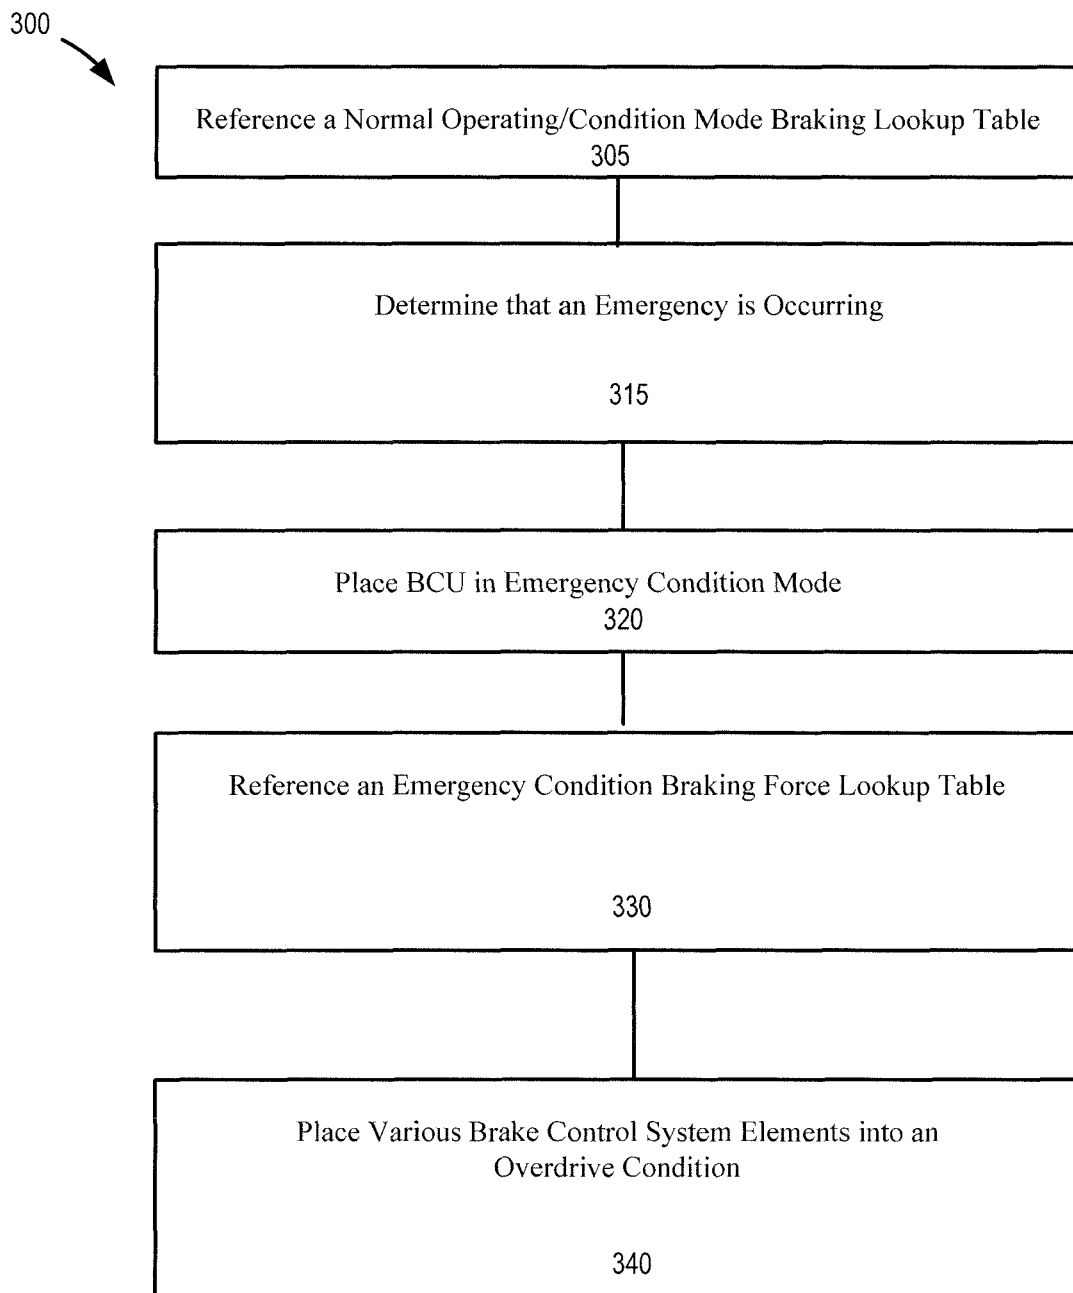 300
Reference a Normal Operating/Condition Mode Braking Lookup Table
305
Determine that an Emergency is Occurring
315
Place BCU in Emergency Condition Mode
320
Reference an Emergency Condition Braking Force Lookup Table
330
Place Various Brake Control System Elements into an
Overdrive Condition
340